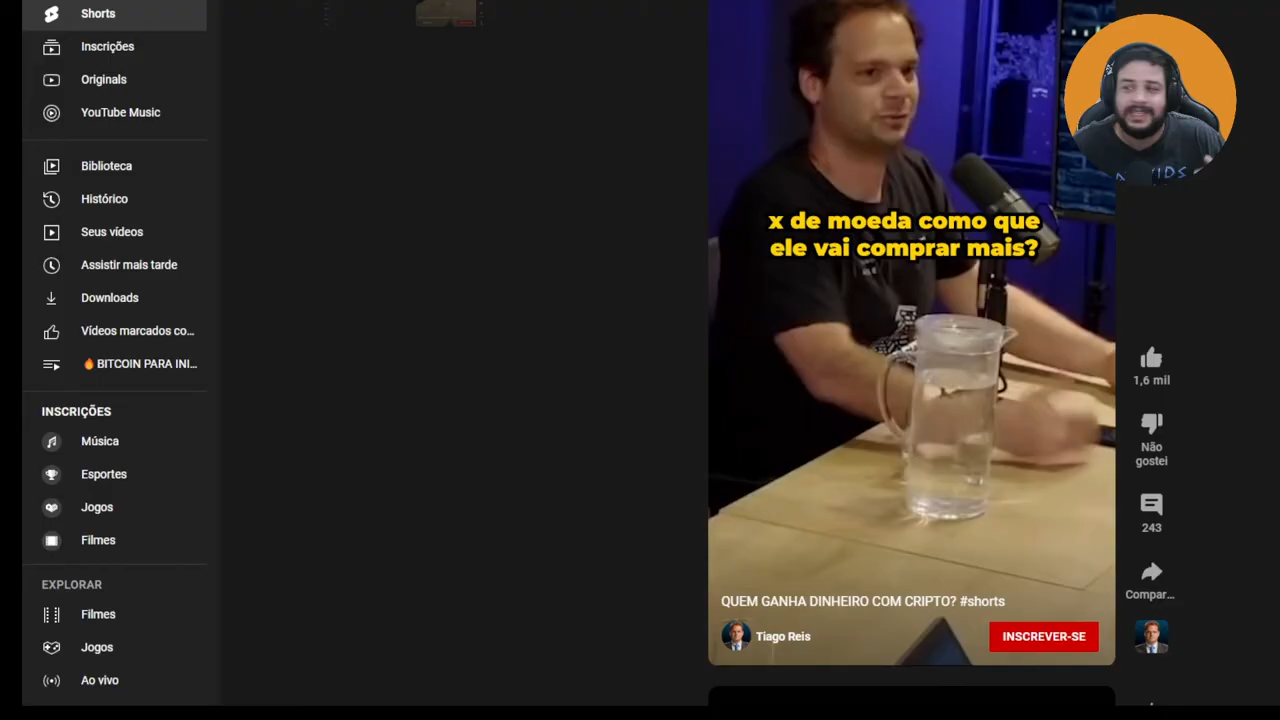 Shorts
Inscrições
Originals
YouTube Music
Biblioteca
Histórico
Seus vídeos
Assistir mais tarde
Downloads
Vídeos marcados co...
🔥BITCOIN PARA INI...
INSCRIÇÕES
Música
Esportes
Jogos
Filmes
EXPLORAR
Filmes
Jogos
Ao vivo
x de moeda como que
ele vai comprar mais?
QUEM GANHA DINHEIRO COM CRIPTO? #shorts
Tiago Reis
INSCREVER-SE
1,6 mil
Não
gostei
243
Compar...